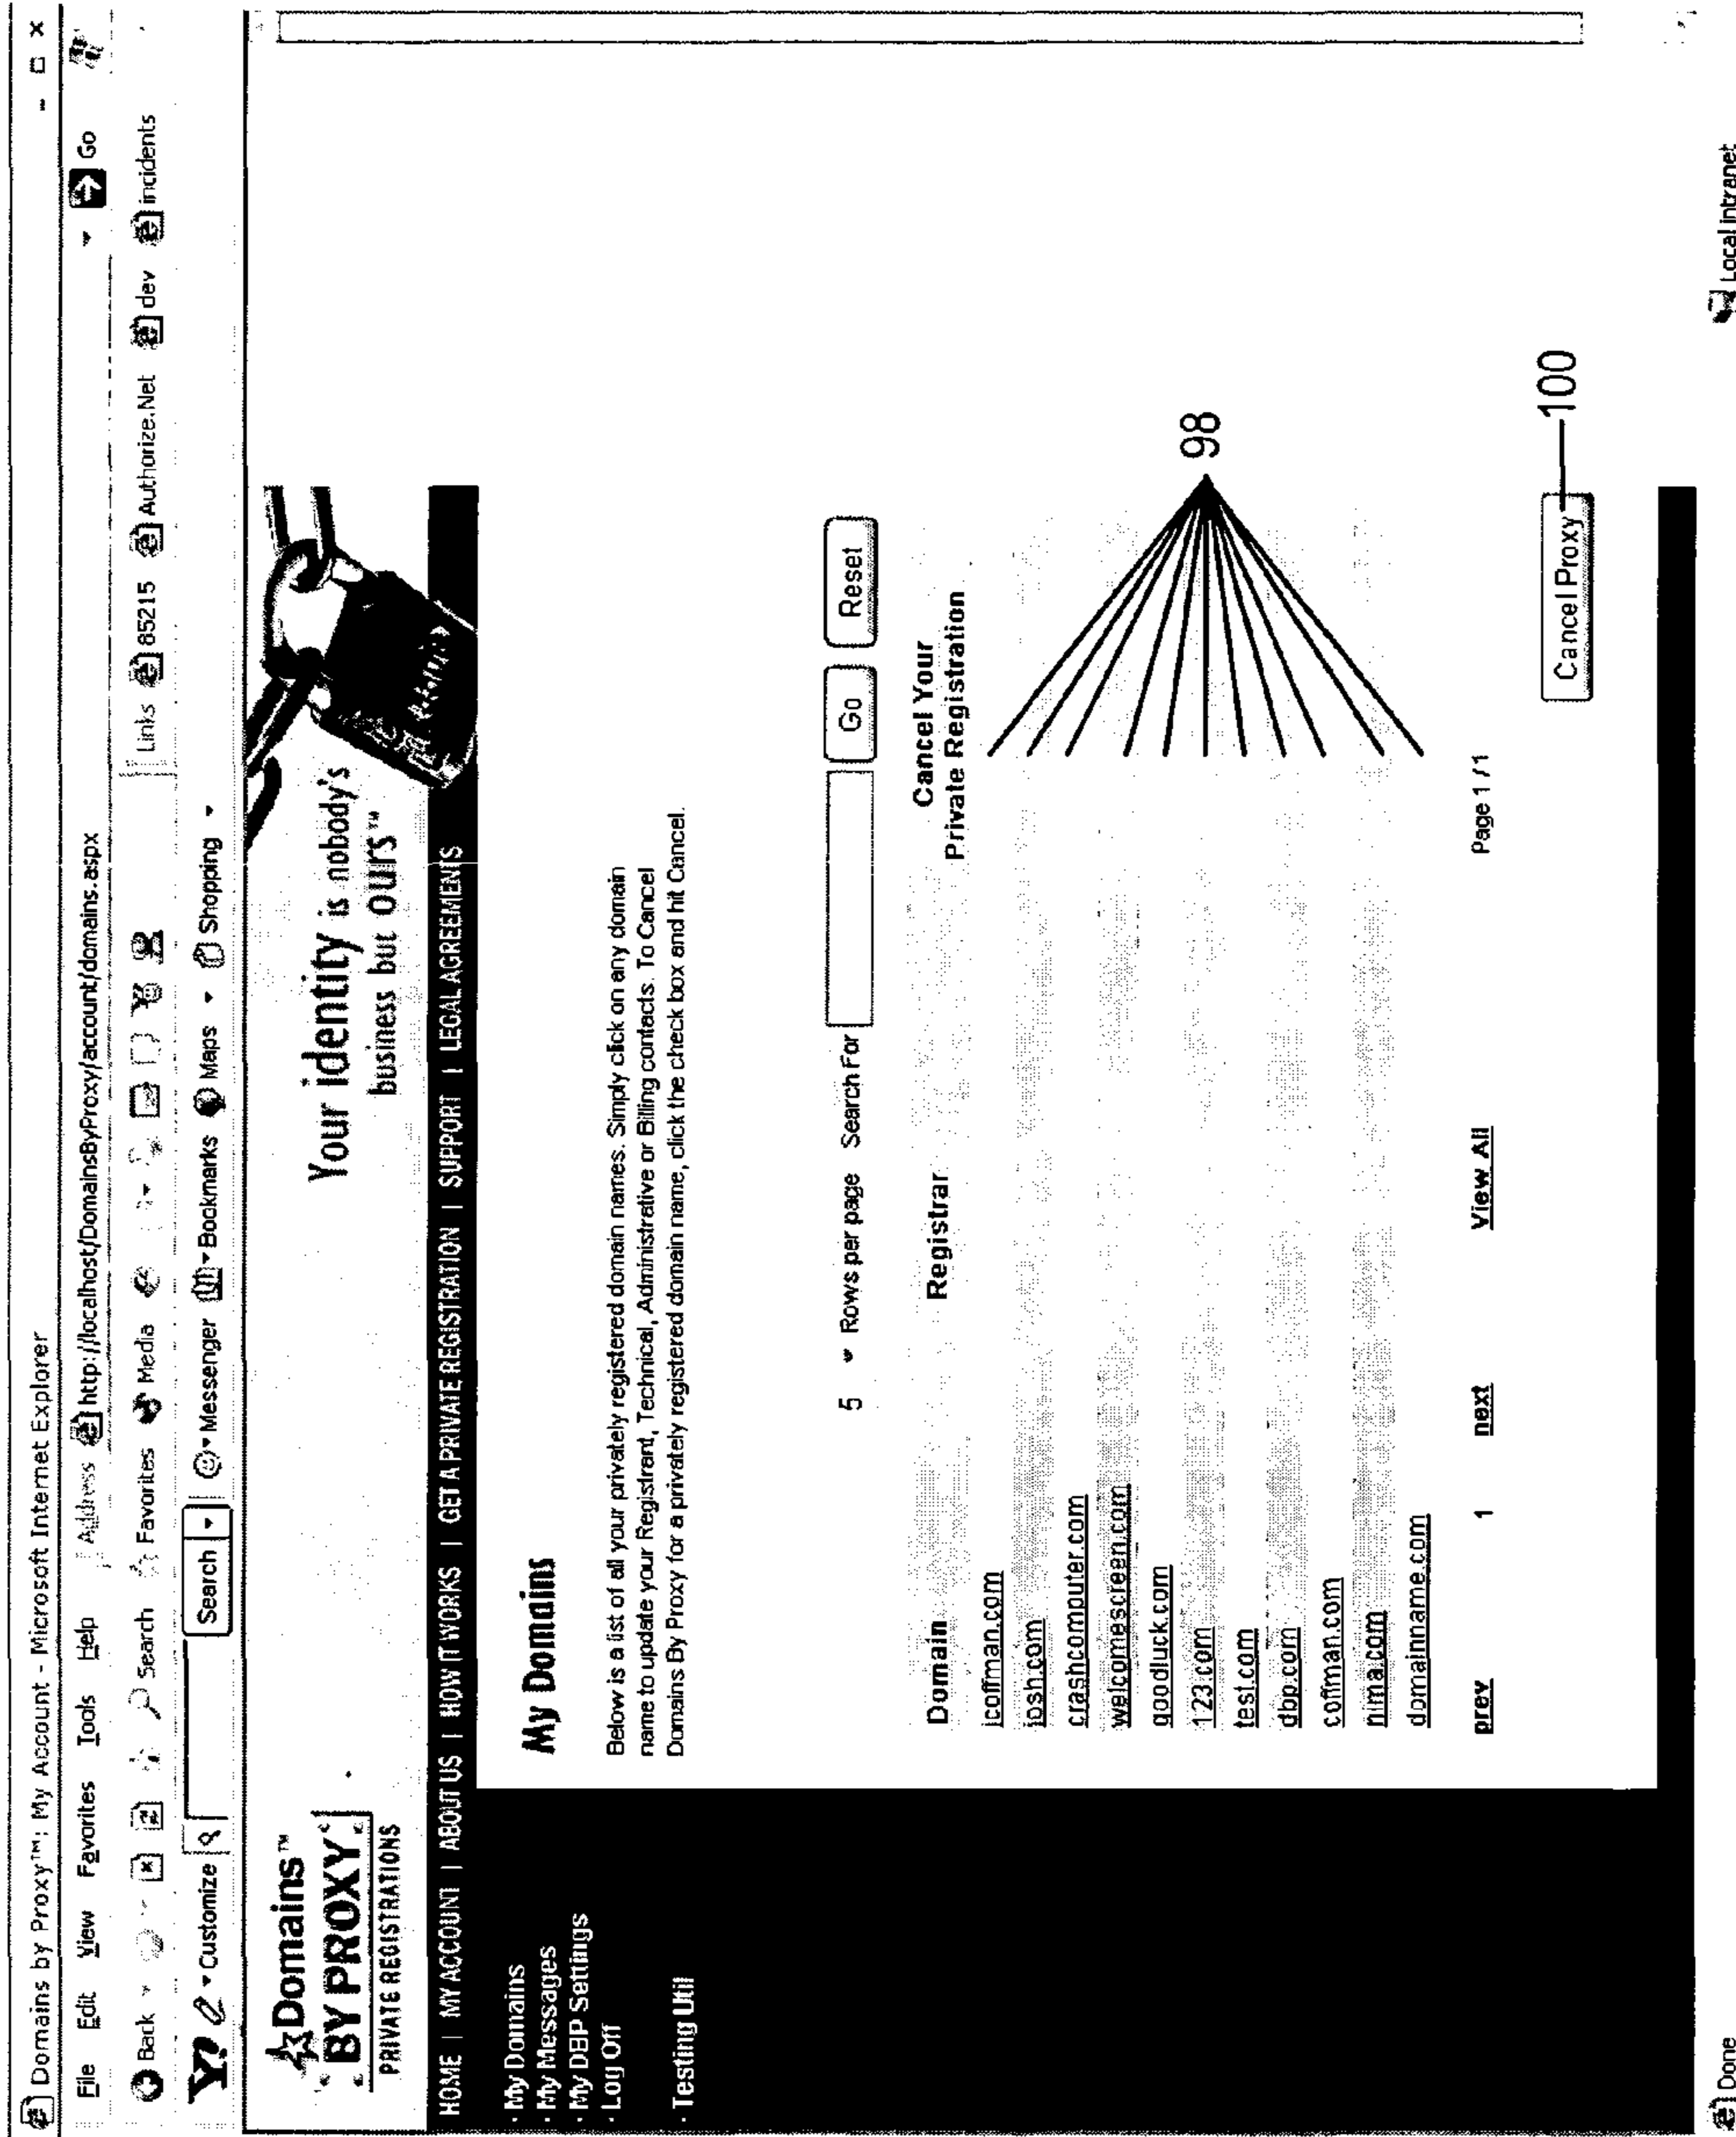 Domains by Proxy™: My Account - Microsoft Internet Explorer
File Edit View Favorites Tools Help Address http://localhost/DomainsByProxy/account/domains.aspx Go
Back Search Favorites Media Links 85215 Authorize.Net dev incidents
Y! Customize Search Messenger Bookmarks Maps Shopping
Domains™
BY PROXY
PRIVATE REGISTRATIONS
Your identity is nobody's
business but ours™
HOME | MY ACCOUNT | ABOUT US | HOW IT WORKS | GET A PRIVATE REGISTRATION | SUPPORT | LEGAL AGREEMENTS
· My Domains
· My Messages
· My DBP Settings
· Log Off
· Testing Util
My Domains
Below is a list of all your privately registered domain names. Simply click on any domain
name to update your Registrant, Technical, Administrative or Billing contacts. To Cancel
Domains By Proxy for a privately registered domain name, click the check box and hit Cancel.
5 Rows per page Search For Go Reset
Domain Registrar Cancel Your
Private Registration
icoffman.com
crashcomputer.com
welcomescreen.com
goodluck.com
123.com
test.com
dbp.com
coffman.com
nima.com
domainname.com
98
prev 1 next View All Page 1 / 1
Cancel Proxy 100
Done Local intranet